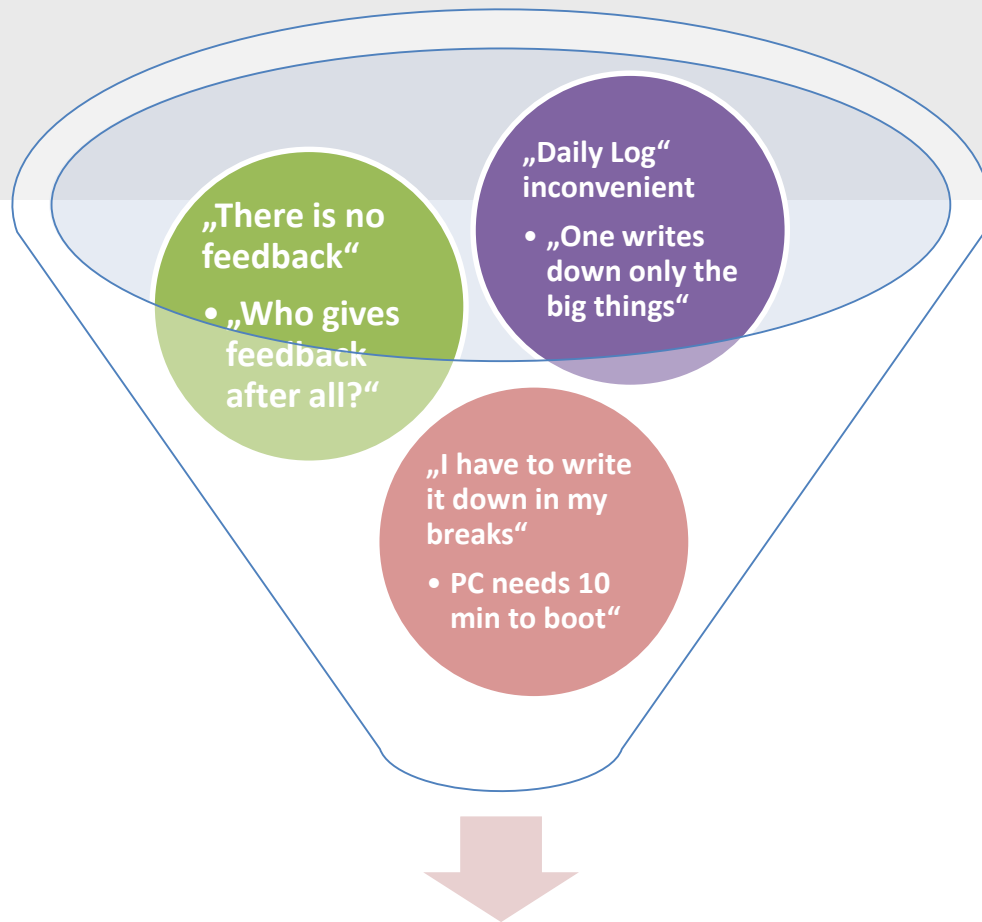 „There is no
feedback“
• „Who gives
feedback
after all?“
„Daily Log“
inconvenient
• „One writes
down only the
big things“
„I have to write
it down in my
breaks“
• PC needs 10
min to boot“